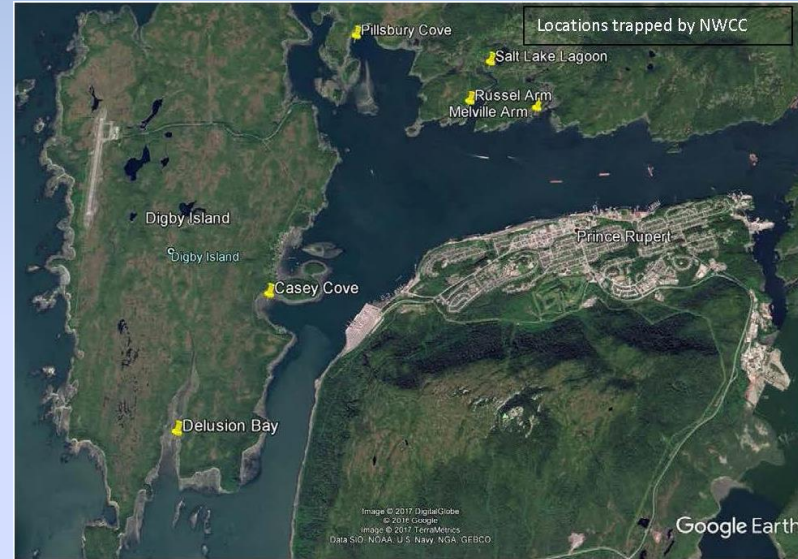 Locations trapped by NWCC
Pillsbury Cove
Salt Lake Lagoon
Russel Arm
Melville Arm
Digby Island
Prince Rupert
Digby Island
Casey Cove
Delusion Bay
Image © 2017 DigitalGlobe
© 2016 Google
Image © 2017 TerraMetrics
Data SIO, NOAA, U.S. Navy, NGA, GEBCO
Google Earth